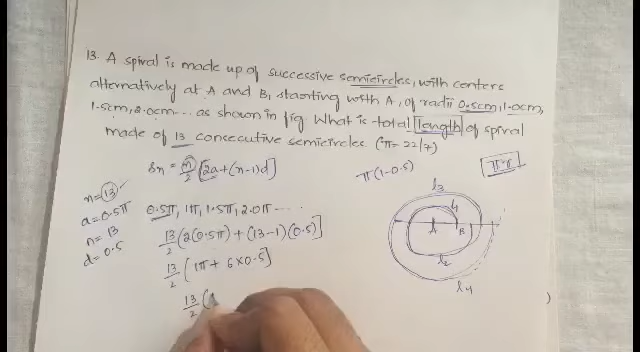 13. A spiral is made up of successive semicircles, with centers
alternatively at A and B, starting with A, of radii 0.5cm, 1.0cm,
1.5cm, 2.0cm... as shown in fig What is total length of spiral
made of 13 consecutive semicircles (π = 22/7)
Sn = n/2 [2a+(n-1)d]
π(1-0.5)
π r
n = 13
a = 0.5π
n = 13
d = 0.5
0.5π, 1π, 1.5π, 2.0π ...
13/2 (2(0.5π) + (13-1)(0.5)]
13/2 [1π + 6×0.5]
13/2 (
l3
l1
A
B
l2
l4